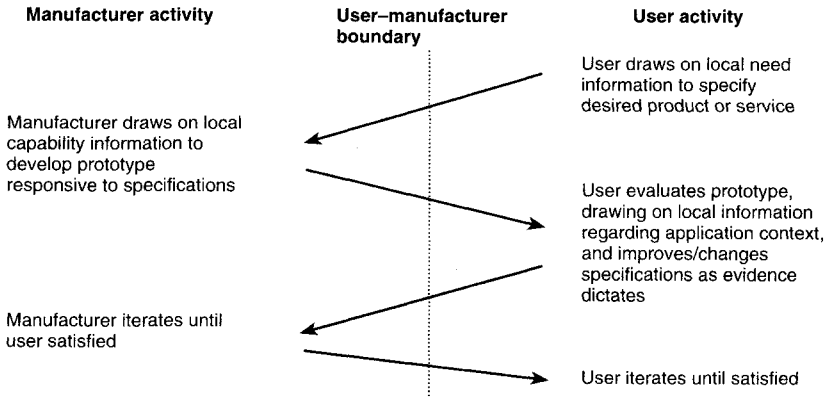 Manufacturer activity
User–manufacturer
boundary
User activity
User draws on local need
information to specify
desired product or service
Manufacturer draws on local
capability information to
develop prototype
responsive to specifications
User evaluates prototype,
drawing on local information
regarding application context,
and improves/changes
specifications as evidence
dictates
Manufacturer iterates until
user satisfied
User iterates until satisfied